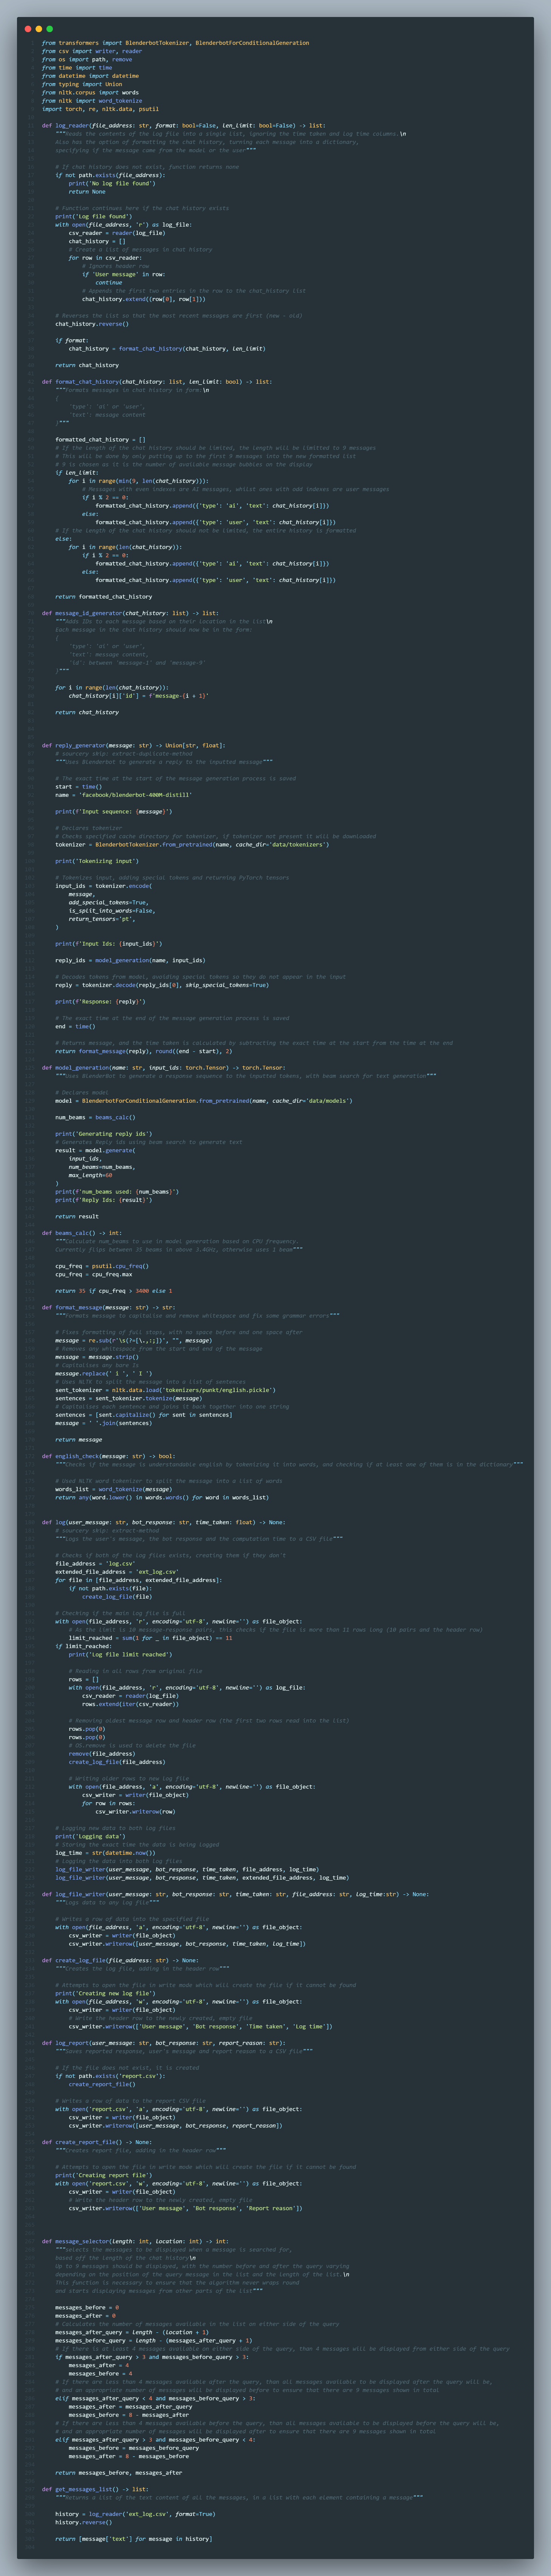 from transformers import BlenderbotTokenizer, BlenderbotForConditionalGeneration
from csv import writer, reader
from os import path, remove
from time import time
from datetime import datetime
from typing import Union
from nltk.corpus import words
from nltk import word_tokenize
import torch, re, nltk.data, psutil
def log_reader(file_address: str, format: bool=False, len_limit: bool=False) -> list:
"""Reads the contents of the log file into a single list, ignoring the Time taken and Log time columns.\n
Also has the option of formatting the chat history, turning each message into a dictionary,
specifying if the message came from the model or the user"""
# If chat history does not exist, function returns none
if not path.exists(file_address):
print('No log file found')
return None
# Function continues here if the chat history exists
print('Log file found')
with open(file_address, 'r') as log_file:
csv_reader = reader(log_file)
chat_history = []
# Create a list of messages in chat history
for row in csv_reader:
# Ignores header row
if 'User message' in row:
continue
# Appends the first two entries in the row to the chat_history list
chat_history.extend((row[0], row[1]))
# Reverses the list so that the most recent messages are first (new - old)
chat_history.reverse()
if format:
chat_history = format_chat_history(chat_history, len_limit)
return chat_history
def format_chat_history(chat_history: list, len_limit: bool) -> list:
"""Formats messages in chat history in form:\n
{
'type': 'ai' or 'user',
'text': message content
}"""
formatted_chat_history = []
# If the length of the chat history should be limited, the length will be limitted to 9 messages
# This will be done by only putting up to the first 9 messages into the new formatted list
# 9 is chosen as it is the number of available message bubbles on the display
if len_limit:
for i in range(min(9, len(chat_history))):
# Messages with even indexes are AI messages, whilst ones with odd indexes are user messages
if i % 2 == 0:
formatted_chat_history.append({'type': 'ai', 'text': chat_history[i]})
else:
formatted_chat_history.append({'type': 'user', 'text': chat_history[i]})
# If the length of the chat history should not be limited, the entire history is formatted
else:
for i in range(len(chat_history)):
if i % 2 == 0:
formatted_chat_history.append({'type': 'ai', 'text': chat_history[i]})
else:
formatted_chat_history.append({'type': 'user', 'text': chat_history[i]})
return formatted_chat_history
def message_id_generator(chat_history: list) -> list:
"""Adds IDs to each message based on their location in the list\n
Each message in the chat history should now be in the form:
{
'type': 'ai' or 'user',
'text': message content,
'id': between 'message-1' and 'message-9'
}"""
for i in range(len(chat_history)):
chat_history[i]['id'] = f'message-{i + 1}'
return chat_history
def reply_generator(message: str) -> Union[str, float]:
# sourcery skip: extract-duplicate-method
"""Uses Blenderbot to generate a reply to the inputted message"""
# The exact time at the start of the message generation process is saved
start = time()
name = 'facebook/blenderbot-400M-distill'
print(f'Input sequence: {message}')
# Declares tokenizer
# Checks specified cache directory for tokenizer, if tokenizer not present it will be downloaded
tokenizer = BlenderbotTokenizer.from_pretrained(name, cache_dir='data/tokenizers')
print('Tokenizing input')
# Tokenizes input, adding special tokens and returning PyTorch tensors
input_ids = tokenizer.encode(
message,
add_special_tokens=True,
is_split_into_words=False,
return_tensors='pt',
)
print(f'Input Ids: {input_ids}')
reply_ids = model_generation(name, input_ids)
# Decodes tokens from model, avoiding special tokens so they do not appear in the input
reply = tokenizer.decode(reply_ids[0], skip_special_tokens=True)
print(f'Response: {reply}')
# The exact time at the end of the message generation process is saved
end = time()
# Returns message, and the time taken is calculated by subtracting the exact time at the start from the time at the end
return format_message(reply), round((end - start), 2)
def model_generation(name: str, input_ids: torch.Tensor) -> torch.Tensor:
"""Uses BlenderBot to generate a response sequence to the inputted tokens, with beam search for text generation"""
# Declares model
model = BlenderbotForConditionalGeneration.from_pretrained(name, cache_dir='data/models')
num_beams = beams_calc()
print('Generating reply ids')
# Generates Reply ids using beam search to generate text
result = model.generate(
input_ids,
num_beams=num_beams,
max_length=60
)
print(f'num_beams used: {num_beams}')
print(f'Reply Ids: {result}')
return result
def beams_calc() -> int:
"""Calculate num_beams to use in model generation based on CPU frequency.
Currently flips between 35 beams in above 3.4GHz, otherwise uses 1 beam"""
cpu_freq = psutil.cpu_freq()
cpu_freq = cpu_freq.max
return 35 if cpu_freq > 3400 else 1
def format_message(message: str) -> str:
"""Formats message to capitalise and remove whitespace and fix some grammar errors"""
# Fixes formatting of full stops, with no space before and one space after
message = re.sub(r'\s(?=[\.,:;])', "", message)
# Removes any whitespace from the start and end of the message
message = message.strip()
# Capitalises any bare Is
message.replace(' i ', ' I ')
# Uses NLTK to split the message into a list of sentences
sent_tokenizer = nltk.data.load('tokenizers/punkt/english.pickle')
sentences = sent_tokenizer.tokenize(message)
# Capitalises each sentence and joins it back together into one string
sentences = [sent.capitalize() for sent in sentences]
message = ' '.join(sentences)
return message
def english_check(message: str) -> bool:
"""Checks if the message is understandable english by tokenizing it into words, and checking if at least one of them is in the dictionary"""
# Used NLTK word tokenizer to split the message into a list of words
words_list = word_tokenize(message)
return any(word.lower() in words.words() for word in words_list)
def log(user_message: str, bot_response: str, time_taken: float) -> None:
# sourcery skip: extract-method
"""Logs the user's message, the bot response and the computation time to a CSV file"""
# Checks if both of the log files exists, creating them if they don't
file_address = 'log.csv'
extended_file_address = 'ext_log.csv'
for file in [file_address, extended_file_address]:
if not path.exists(file):
create_log_file(file)
# Checking if the main log file is full
with open(file_address, 'r', encoding='utf-8', newline='') as file_object:
# As the limit is 10 message-response pairs, this checks if the file is more than 11 rows long (10 pairs and the header row)
limit_reached = sum(1 for _ in file_object) == 11
if limit_reached:
print('Log file limit reached')
# Reading in all rows from original file
rows = []
with open(file_address, 'r', encoding='utf-8', newline='') as log_file:
csv_reader = reader(log_file)
rows.extend(iter(csv_reader))
# Removing oldest message row and header row (the first two rows read into the list)
rows.pop(0)
rows.pop(0)
# OS.remove is used to delete the file
remove(file_address)
create_log_file(file_address)
# Writing older rows to new log file
with open(file_address, 'a', encoding='utf-8', newline='') as file_object:
csv_writer = writer(file_object)
for row in rows:
csv_writer.writerow(row)
# Logging new data to both log files
print('Logging data')
# Storing the exact time the data is being logged
log_time = str(datetime.now())
# Logging the data into both log files
log_file_writer(user_message, bot_response, time_taken, file_address, log_time)
log_file_writer(user_message, bot_response, time_taken, extended_file_address, log_time)
def log_file_writer(user_message: str, bot_response: str, time_taken: str, file_address: str, log_time:str) -> None:
"""Logs data to any log file"""
# Writes a row of data into the specified file
with open(file_address, 'a', encoding='utf-8', newline='') as file_object:
csv_writer = writer(file_object)
csv_writer.writerow([user_message, bot_response, time_taken, log_time])
def create_log_file(file_address: str) -> None:
"""Creates the log file, adding in the header row"""
# Attempts to open the file in write mode which will create the file if it cannot be found
print('Creating new log file')
with open(file_address, 'w', encoding='utf-8', newline='') as file_object:
csv_writer = writer(file_object)
# Write the header row to the newly created, empty file
csv_writer.writerow(['User message', 'Bot response', 'Time taken', 'Log time'])
def log_report(user_message: str, bot_response: str, report_reason: str):
"""Saves reported response, user's message and report reason to a CSV file"""
# If the file does not exist, it is created
if not path.exists('report.csv'):
create_report_file()
# Writes a row of data to the report CSV file
with open('report.csv', 'a', encoding='utf-8', newline='') as file_object:
csv_writer = writer(file_object)
csv_writer.writerow([user_message, bot_response, report_reason])
def create_report_file() -> None:
"""Creates report file, adding in the header row"""
# Attempts to open the file in write mode which will create the file if it cannot be found
print('Creating report file')
with open('report.csv', 'w', encoding='utf-8', newline='') as file_object:
csv_writer = writer(file_object)
# Write the header row to the newly created, empty file
csv_writer.writerow(['User message', 'Bot response', 'Report reason'])
def message_selector(length: int, location: int) -> int:
"""Selects the messages to be displayed when a message is searched for,
based off the length of the chat history\n
Up to 9 messages should be displayed, with the number before and after the query varying
depending on the position of the query message in the list and the length of the list.\n
This function is necessary to ensure that the algorithm never wraps round
and starts displaying messages from other parts of the list"""
messages_before = 0
messages_after = 0
# Calculates the number of messages available in the list on either side of the query
messages_after_query = length - (location + 1)
messages_before_query = length - (messages_after_query + 1)
# If there is at least 4 messages available on either side of the query, than 4 messages will be displayed from either side of the query
if messages_after_query > 3 and messages_before_query > 3:
messages_after = 4
messages_before = 4
# If there are less than 4 messages available after the query, than all messages available to be displayed after the query will be,
# and an appropriate number of messages will be displayed before to ensure that there are 9 messages shown in total
elif messages_after_query < 4 and messages_before_query > 3:
messages_after = messages_after_query
messages_before = 8 - messages_after
# If there are less than 4 messages available before the query, than all messages available to be displayed before the query will be,
# and an appropriate number of messages will be displayed after to ensure that there are 9 messages shown in total
elif messages_after_query > 3 and messages_before_query < 4:
messages_before = messages_before_query
messages_after = 8 - messages_before
return messages_before, messages_after
def get_messages_list() -> list:
"""Returns a list of the text content of all the messages, in a list with each element containing a message"""
history = log_reader('ext_log.csv', format=True)
history.reverse()
return [message['text'] for message in history]